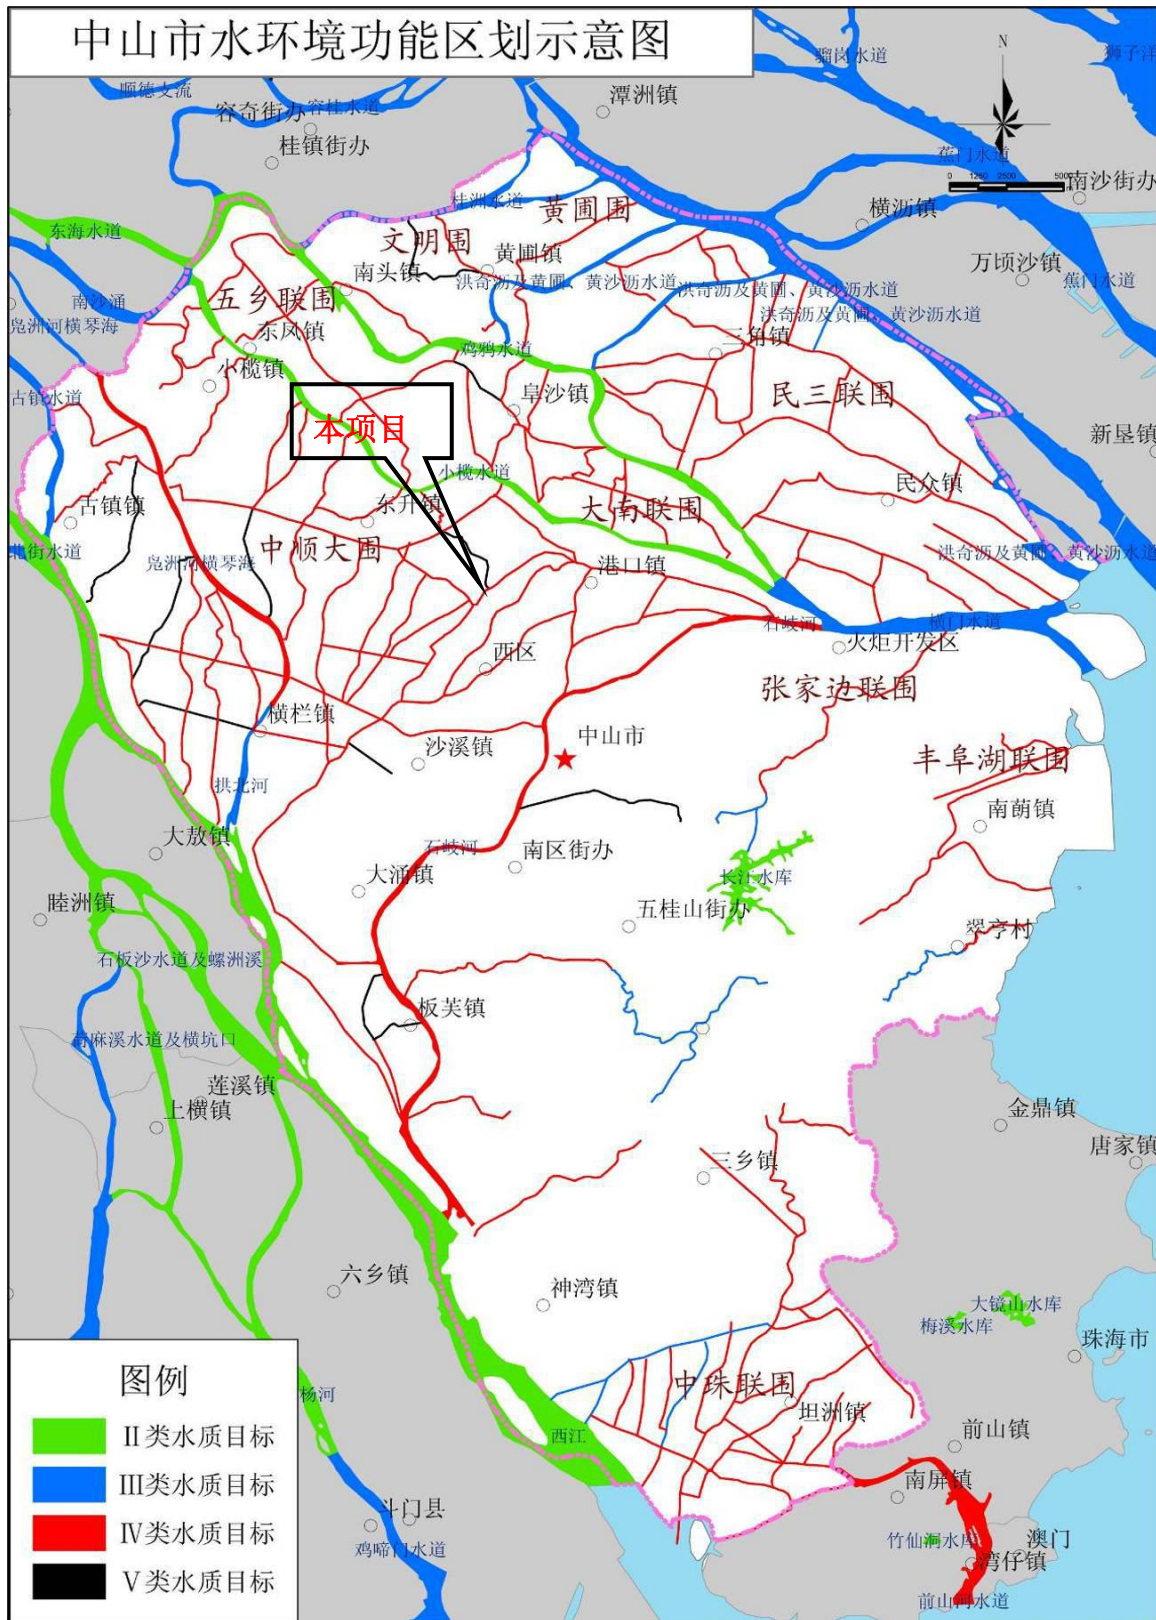 中山市水环境功能区划示意图
骝岗水道
狮子洋
顺德支流
潭洲镇
N
容奇街办
容桂水道
桂镇街办
蕉门水道
0 1250 2500 5000
南沙街办
桂洲水道
黄圃围
横沥镇
东海水道
文明围
黄圃镇
万顷沙镇
南头镇
洪奇沥及黄圃、黄沙沥水道
洪奇沥及黄圃、黄沙沥水道
蕉门水道
五乡联围
南沙涌
洪奇沥及黄圃、黄沙沥水道
凫洲河横琴海
东凤镇
鸡鸦水道
三角镇
小榄镇
古镇水道
阜沙镇
民三联围
本项目
新垦镇
小榄水道
民众镇
古镇镇
东升镇
大南联围
北街水道
凫洲河横琴海
中顺大围
洪奇沥及黄圃、黄沙沥水道
港口镇
石岐河
横门水道
西区
火炬开发区
张家边联围
横栏镇
中山市
沙溪镇
丰阜湖联围
拱北河
南蓢镇
大敖镇
石岐河
南区街办
大涌镇
长江水库
睦洲镇
五桂山街办
翠亨村
石板沙水道及螺洲溪
板芙镇
荷麻溪水道及横坑口
莲溪镇
上横镇
金鼎镇
唐家镇
三乡镇
六乡镇
神湾镇
大镜山水库
梅溪水库
珠海市
图例
中珠联围
杨河
坦洲镇
II类水质目标
西江
前山镇
III类水质目标
南屏镇
斗门县
IV类水质目标
鸡啼门水道
竹仙洞水库
澳门
湾仔镇
V类水质目标
前山河水道